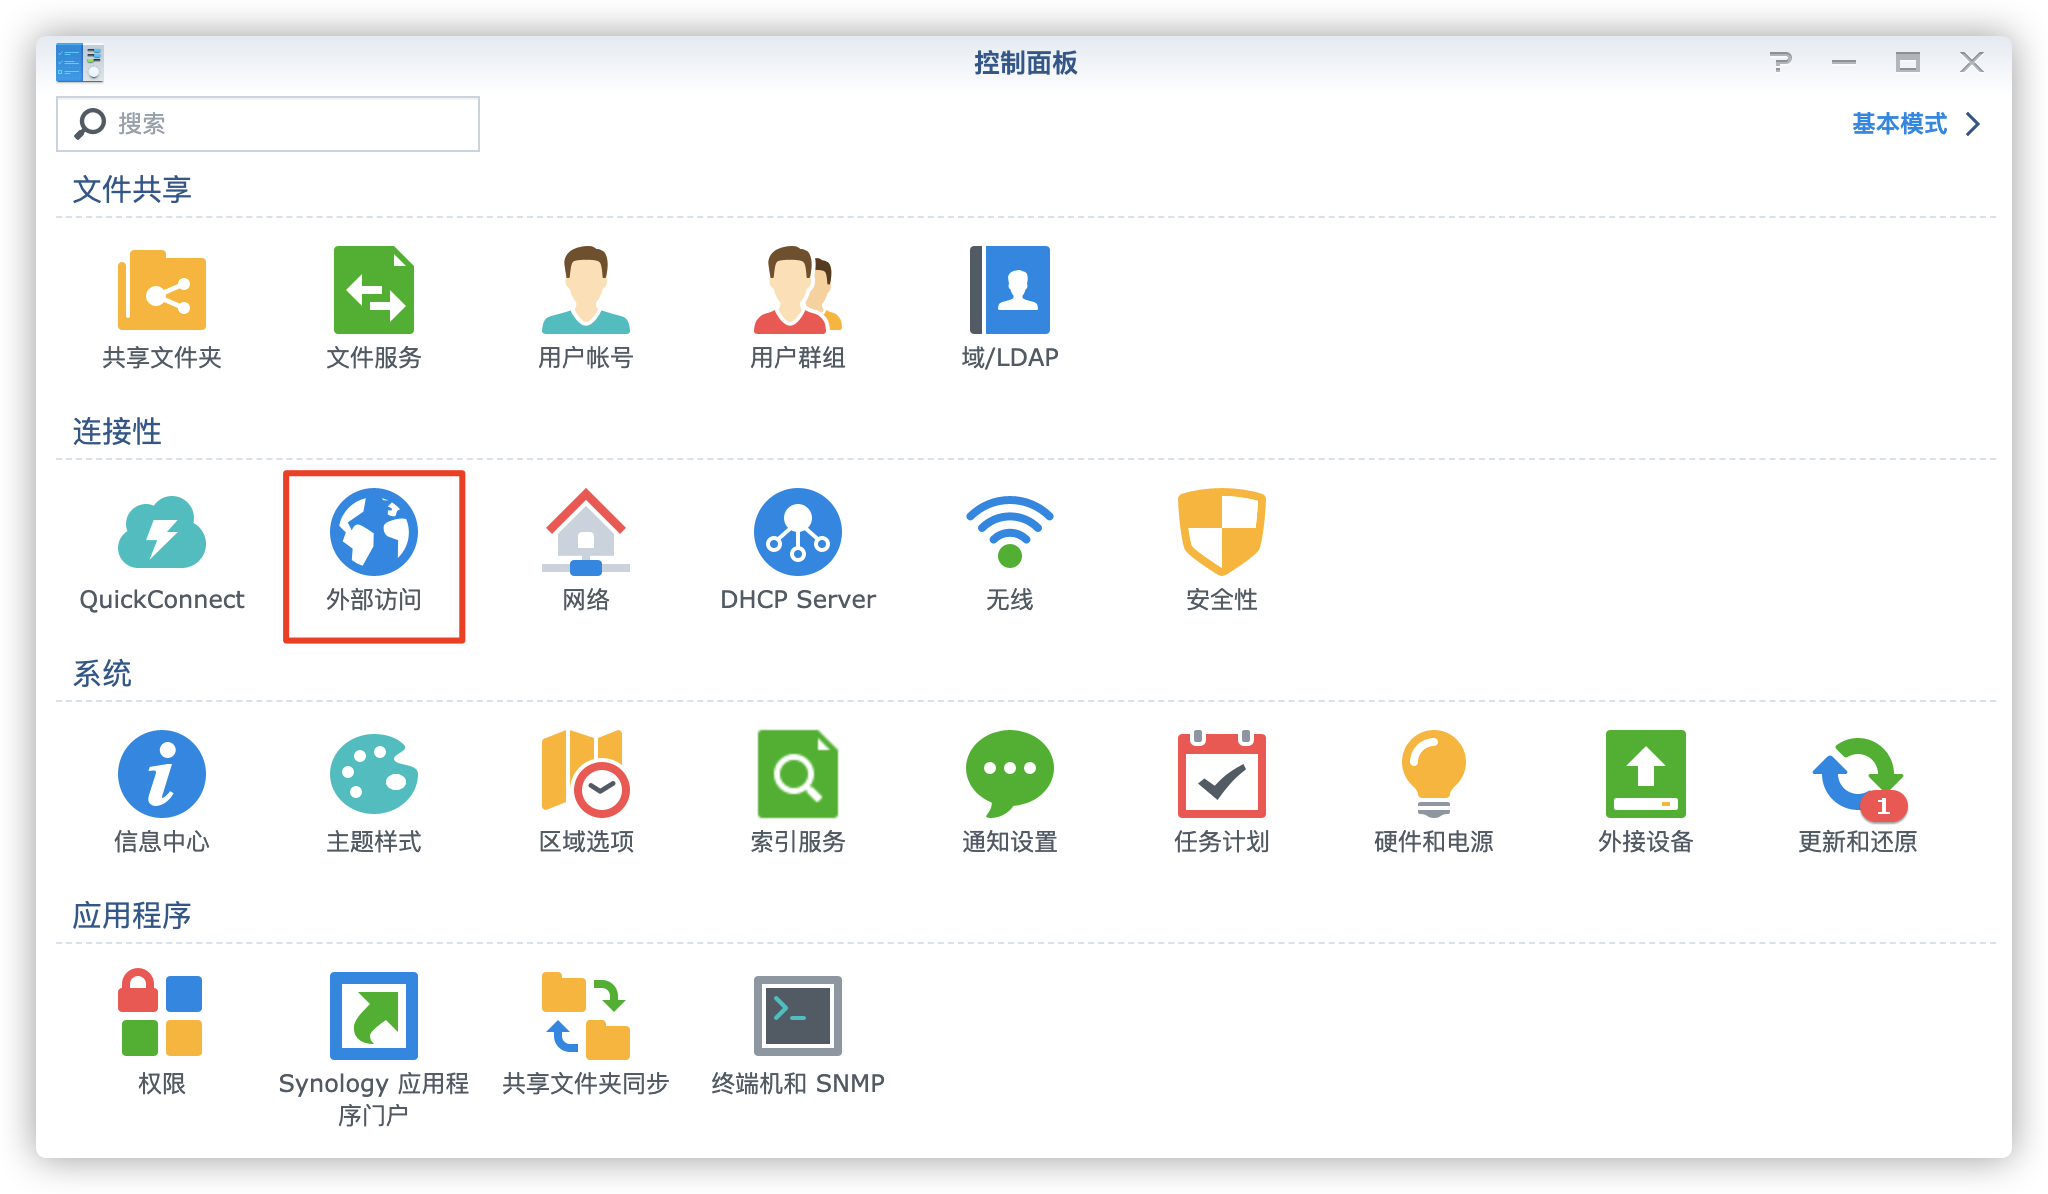 控制面板
搜索
基本模式
文件共享
共享文件夹
文件服务
用户帐号
用户群组
域/LDAP
连接性
QuickConnect
外部访问
网络
DHCP Server
无线
安全性
系统
信息中心
主题样式
区域选项
索引服务
通知设置
任务计划
硬件和电源
外接设备
1
更新和还原
应用程序
权限
Synology 应用程
序门户
共享文件夹同步
终端机和 SNMP